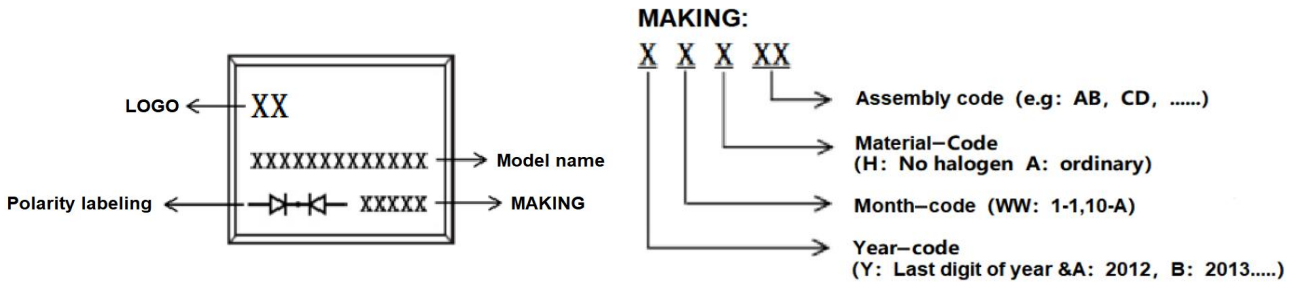 MAKING:
X X X XX
LOGO
XX
Assembly code (e.g: AB, CD, ......)
Material-Code
(H: No halogen A: ordinary)
XXXXXXXXXXXXX
Model name
Polarity labeling
XXXXX
MAKING
Month-code (WW: 1-1,10-A)
Year-code
(Y: Last digit of year &A: 2012, B: 2013.....)